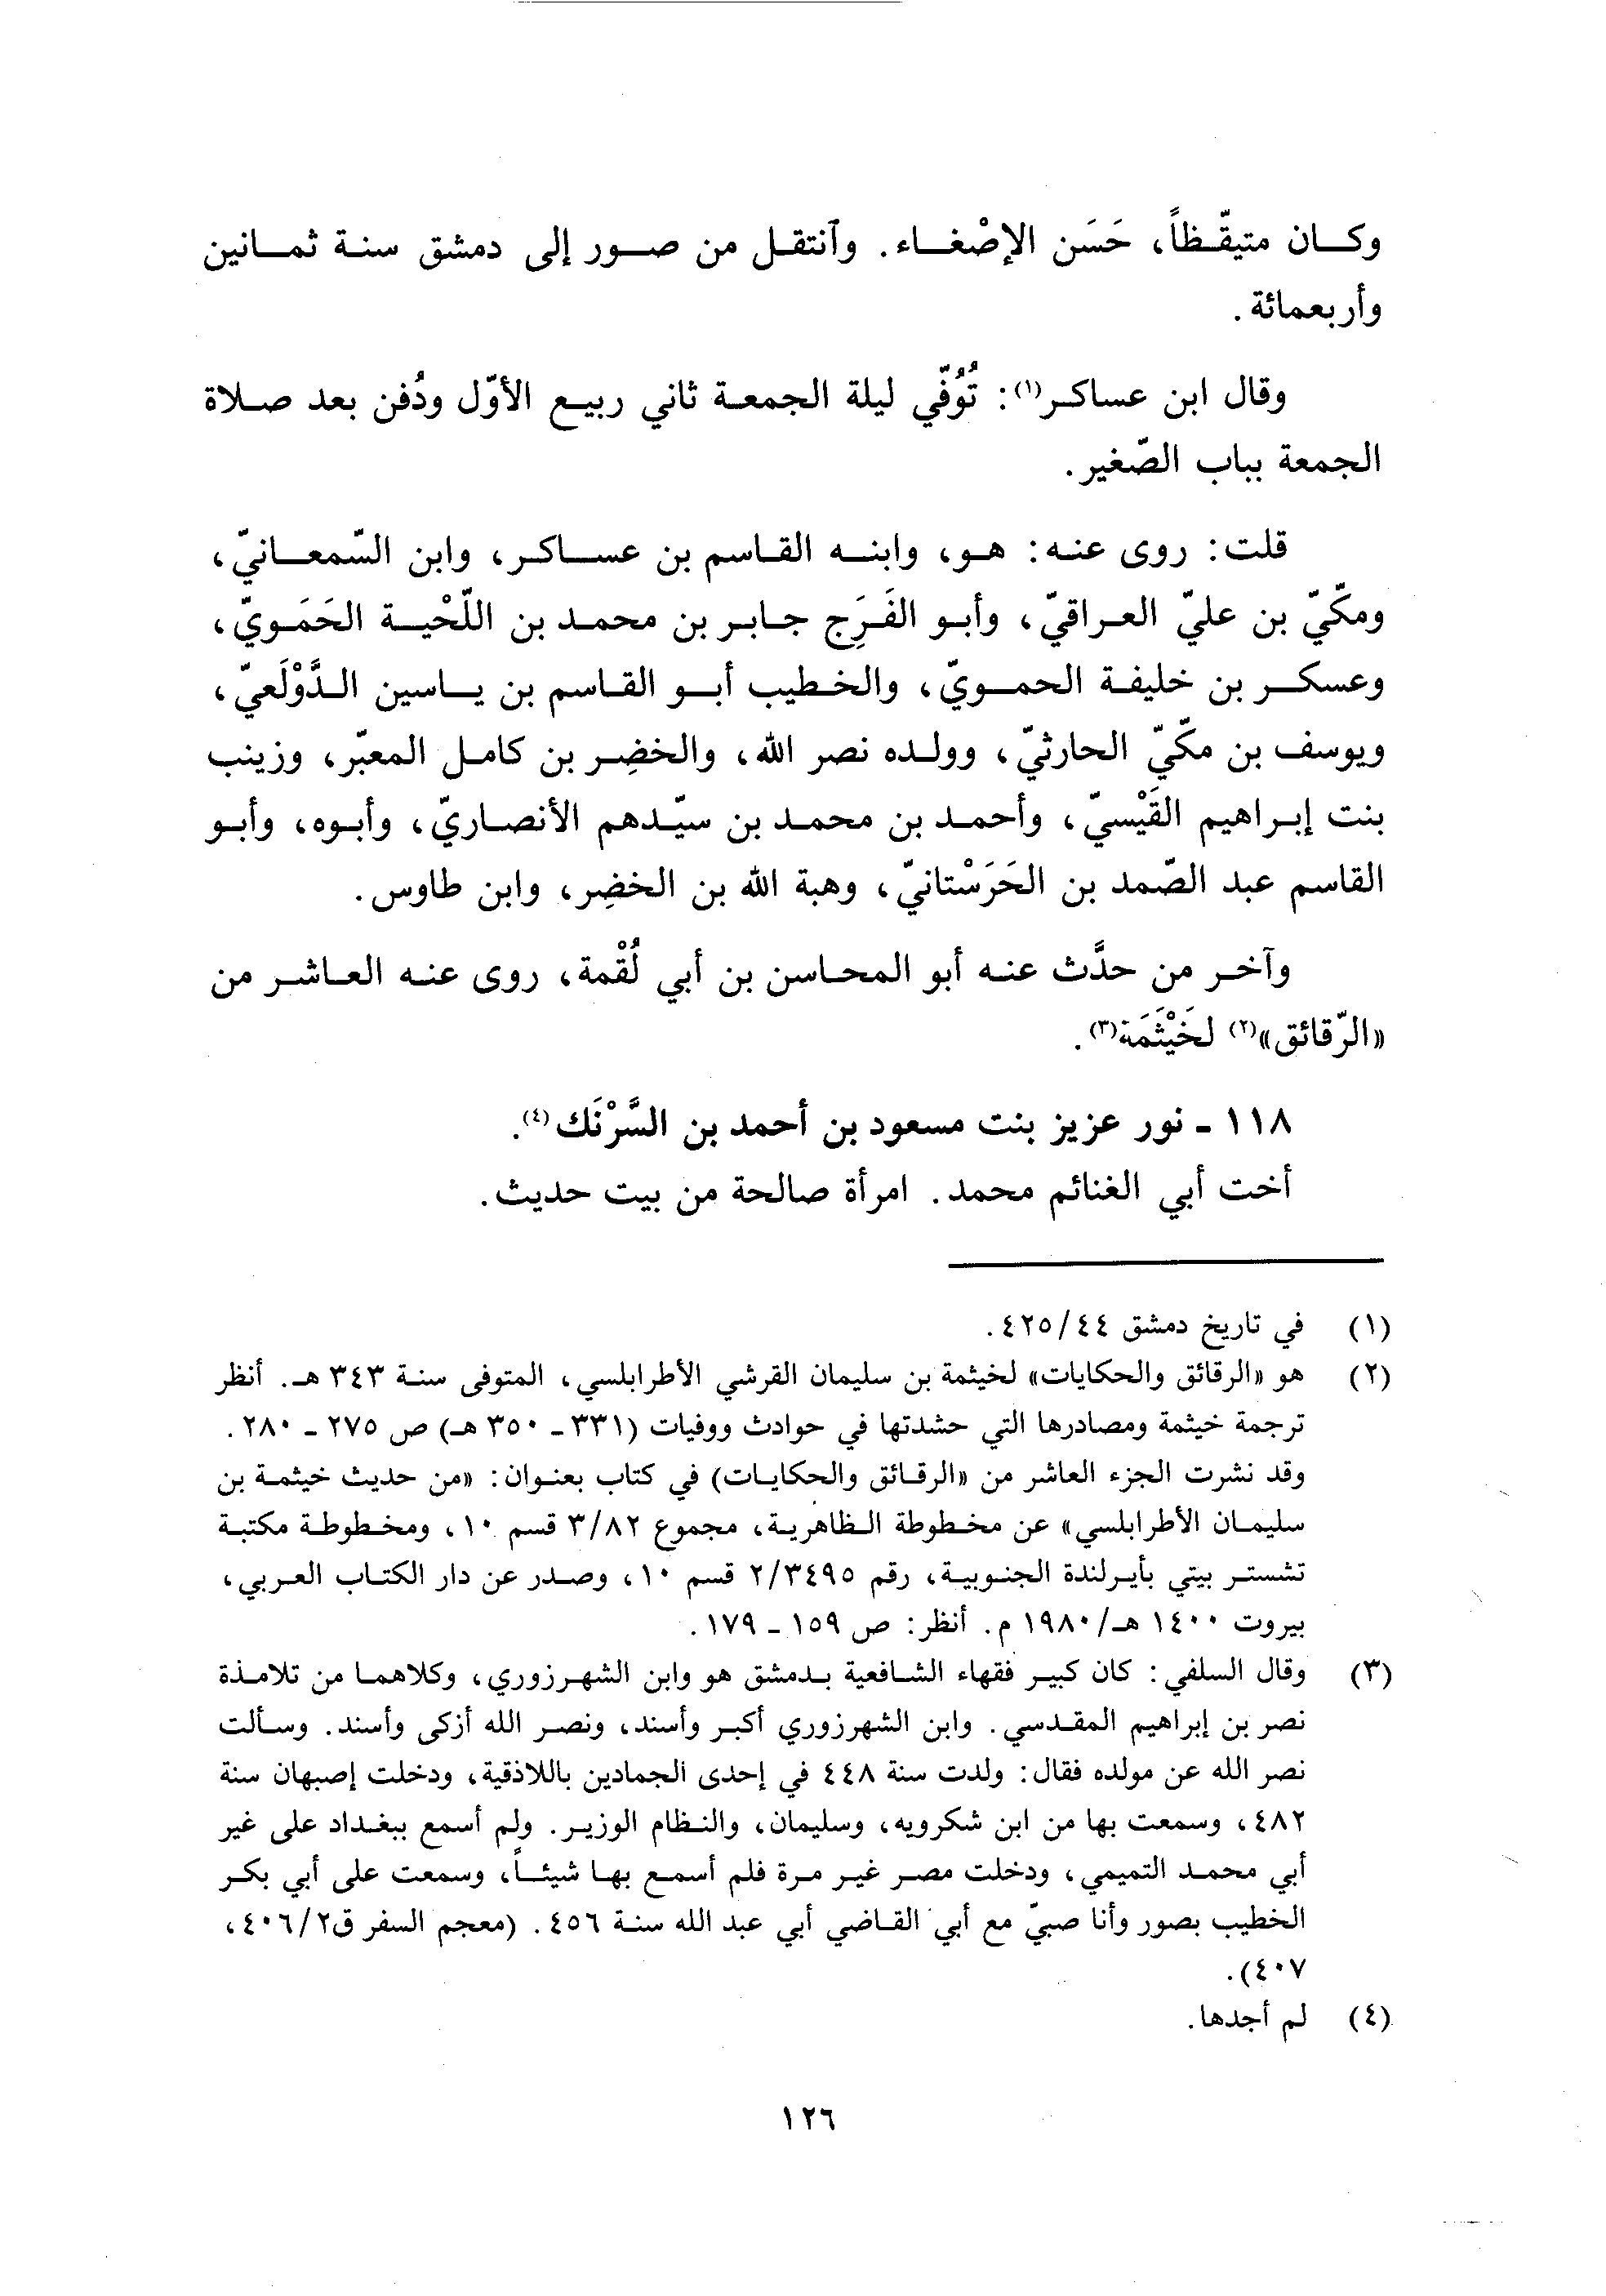 وكان متيقّظاً، حَسَن الإصْغاء. وٱنتقل من صور إلى دمشق سنة ثمانين
وأربعمائة.
وقال ابن عساكر(١): تُوُفّي ليلة الجمعة ثاني ربيع الأوّل ودُفن بعد صلاة
الجمعة بباب الصّغير.
قلت: روى عنه: هو، وابنه القاسم بن عساكر، وابن السّمعانيّ،
ومكّيّ بن عليّ العراقيّ، وأبو الفَرَج جابر بن محمد بن اللّحْية الحَمَويّ،
وعسكر بن خليفة الحمويّ، والخطيب أبو القاسم بن ياسين الدَّوْلَعيّ،
ويوسف بن مكّيّ الحارثيّ، وولده نصر الله، والخضِر بن كامل المعبّر، وزينب
بنت إبراهيم القَيْسيّ، وأحمد بن محمد بن سيّدهم الأنصاريّ، وأبوه، وأبو
القاسم عبد الصّمد بن الحَرَسْتانيّ، وهبة الله بن الخضِر، وابن طاوس.
وآخر من حدَّث عنه أبو المحاسن بن أبي لُقْمة، روى عنه العاشر من
«الرّقائق»(٢) لخَيْثَمَة(٣).
١١٨ - نور عزيز بنت مسعود بن أحمد بن السَّرْنَك(٤).
أخت أبي الغنائم محمد. امرأة صالحة من بيت حديث.
(١) في تاريخ دمشق ٤٢٥/٤٤.
(٢) هو «الرقائق والحكايات» لخيثمة بن سليمان القرشي الأطرابلسي، المتوفى سنة ٣٤٣ هـ. أنظر
ترجمة خيثمة ومصادرها التي حشدتها في حوادث ووفيات (٣٣١ - ٣٥٠ هـ) ص ٢٧٥ - ٢٨٠.
وقد نشرت الجزء العاشر من «الرقائق والحكايات) في كتاب بعنوان: «من حديث خيثمة بن
سليمان الأطرابلسي» عن مخطوطة الظاهرية، مجموع ٣/٨٢ قسم ١٠، ومخطوطة مكتبة
تشستر بيتي بأيرلندة الجنوبية، رقم ٢/٣٤٩٥ قسم ١٠، وصدر عن دار الكتاب العربي،
بيروت ١٤٠٠ هـ/١٩٨٠ م. أنظر: ص ١٥٩ - ١٧٩.
(٣) وقال السلفي: كان كبير فقهاء الشافعية بدمشق هو وابن الشهرزوري، وكلاهما من تلامذة
نصر بن إبراهيم المقدسي. وابن الشهرزوري أكبر وأسند، ونصر الله أزكى وأسند. وسألت
نصر الله عن مولده فقال: ولدت سنة ٤٤٨ في إحدى الجمادين باللاذقية، ودخلت إصبهان سنة
٤٨٢، وسمعت بها من ابن شكرويه، وسليمان، والنظام الوزير. ولم أسمع ببغداد على غير
أبي محمد التميمي، ودخلت مصر غير مرة فلم أسمع بها شيئاً، وسمعت على أبي بكر
الخطيب بصور وأنا صبيّ مع أبي القاضي أبي عبد الله سنة ٤٥٦. (معجم السفر ق٤٠٦/٢،
٤٠٧).
(٤) لم أجدها.
١٢٦